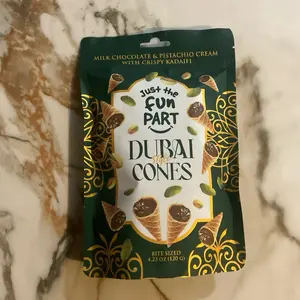 MILK CHOCOLATE & PISTACHIO CREAM
WITH CRISPY KADAIFI
Just the
fun
PART
DUBAI
CONES
BITE SIZED
4.23 OZ (120 G)